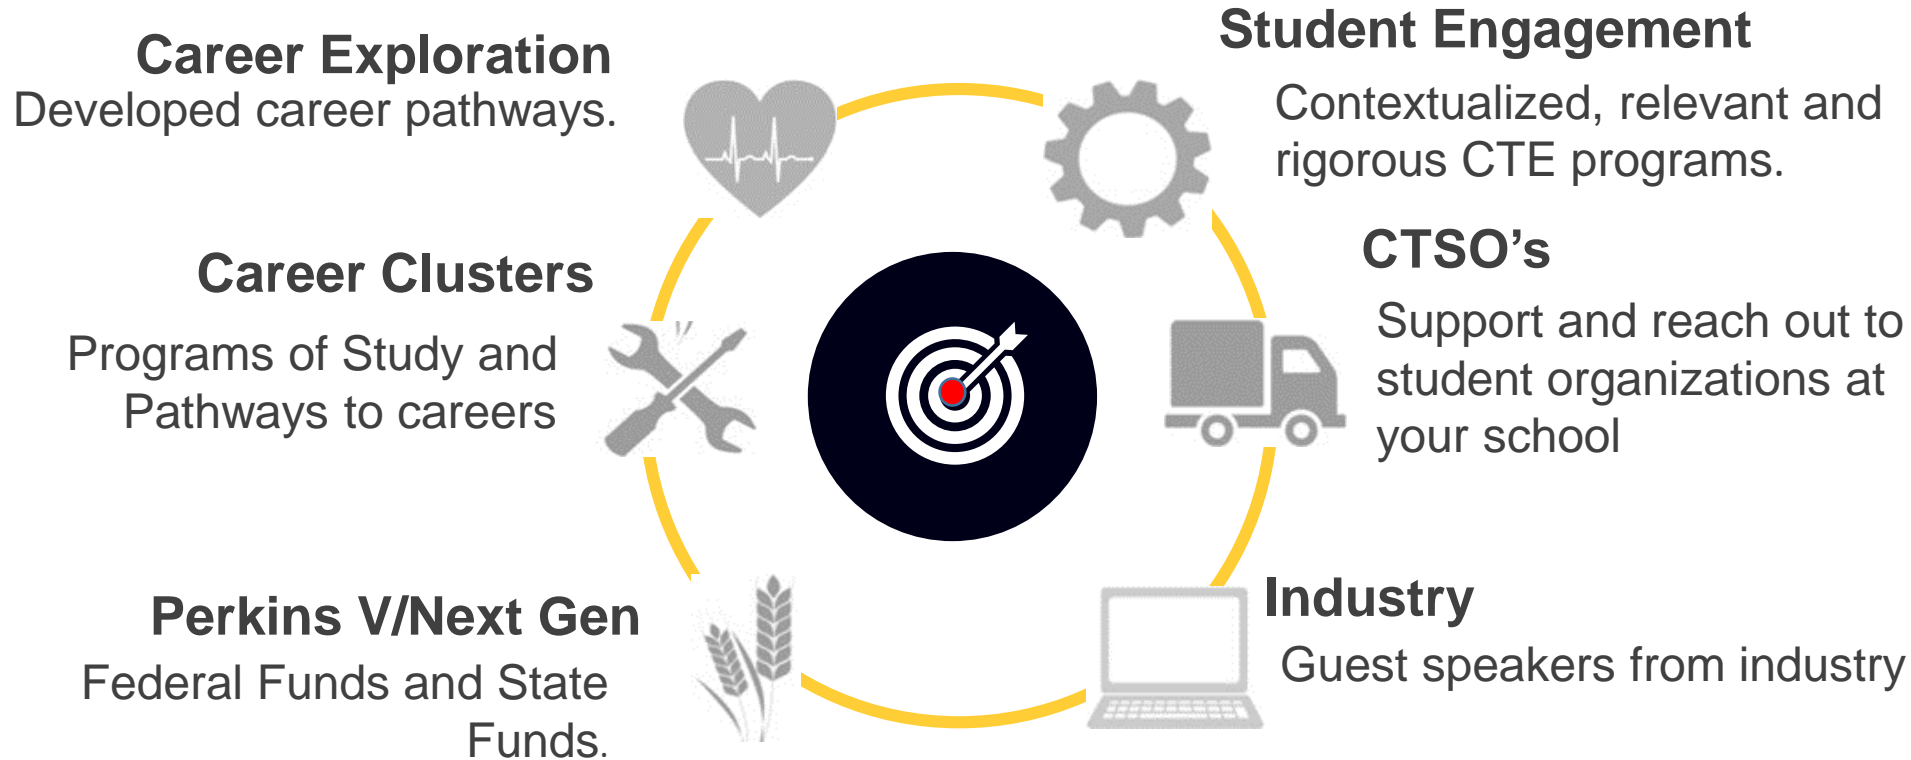 Career Exploration
Developed career pathways.
Student Engagement
Contextualized, relevant and
rigorous CTE programs.
Career Clusters
Programs of Study and
Pathways to careers
CTSO’s
Support and reach out to
student organizations at
your school
Perkins V/Next Gen
Federal Funds and State
Funds.
Industry
Guest speakers from industry